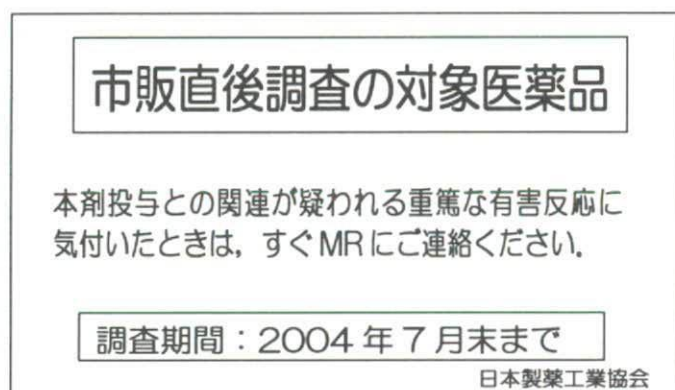 市販直後調査の対象医薬品
本剤投与との関連が疑われる重篤な有害反応に
気付いたときは，すぐMRにご連絡ください．
調査期間：2004年7月末まで
日本製薬工業協会